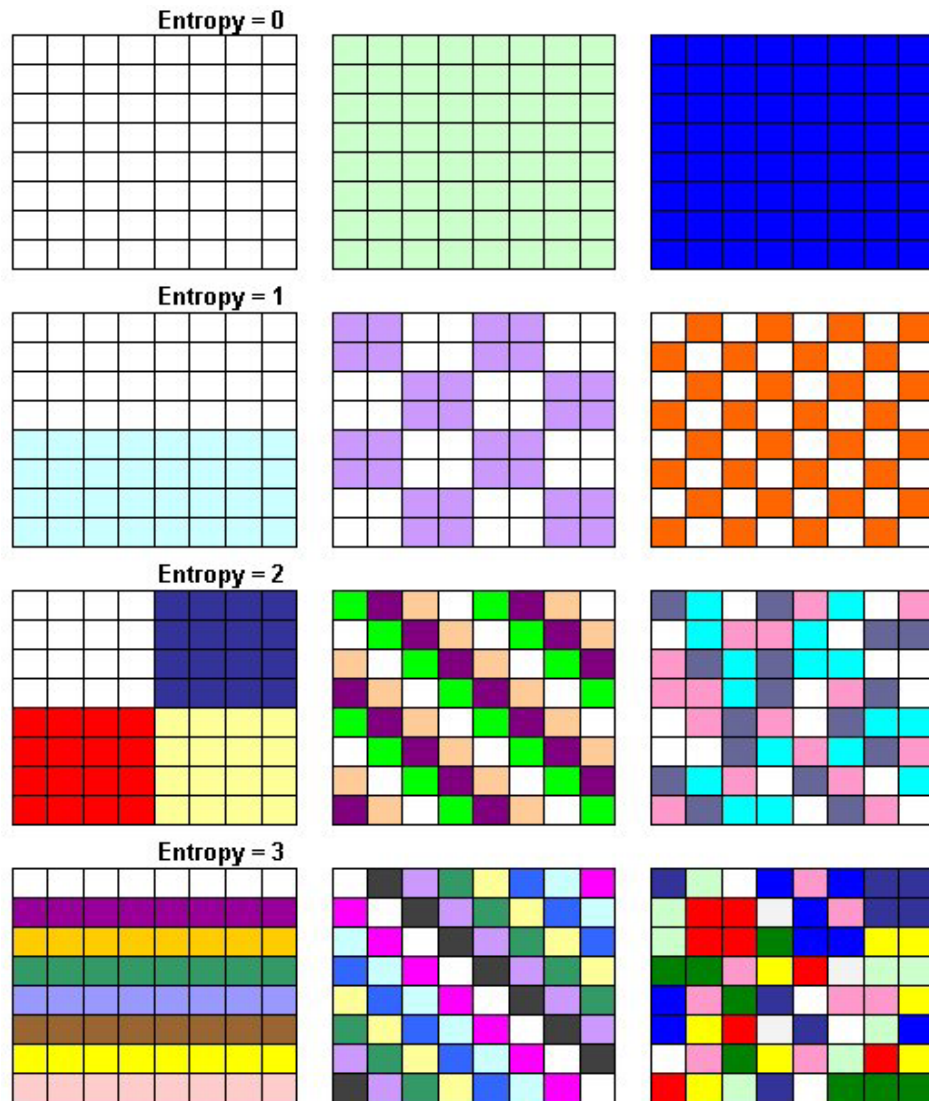 Entropy = 0
Entropy = 1
Entropy = 2
Entropy = 3